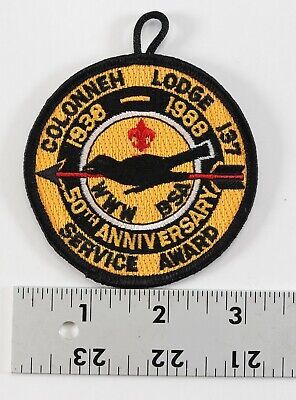 COLONNEH LODGE 137
1938 1988
WWW BSA
50TH ANNIVERSARY
SERVICE AWARD
1 2 3
23 22 21